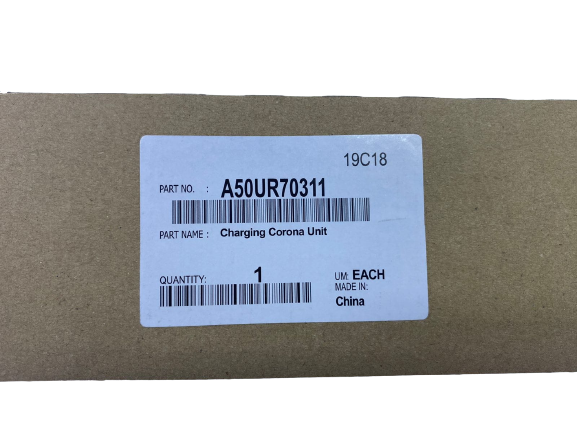 19C18
PART NO. : A50UR70311
PART NAME : Charging Corona Unit
QUANTITY: 1 UM: EACH
MADE IN:
China